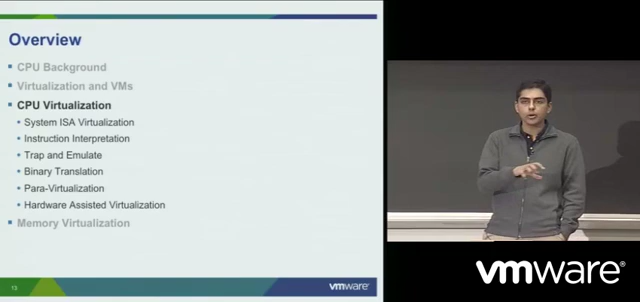 Overview
CPU Background
Virtualization and VMs
CPU Virtualization
System ISA Virtualization
Instruction Interpretation
Trap and Emulate
Binary Translation
Para-Virtualization
Hardware Assisted Virtualization
Memory Virtualization
13
vmware
vmware®